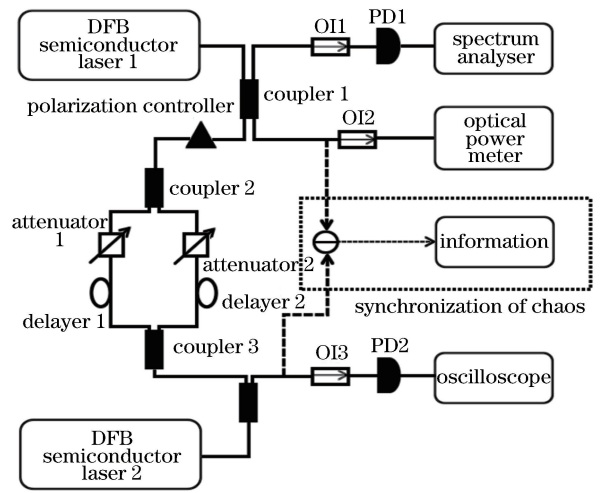 DFB
semiconductor
laser 1
OI1
PD1
spectrum
analyser
polarization controller
coupler 1
OI2
optical
power
meter
coupler 2
attenuator
1
attenuator 2
information
delayer 1
delayer 2
synchronization of chaos
coupler 3
OI3
PD2
oscilloscope
DFB
semiconductor
laser 2